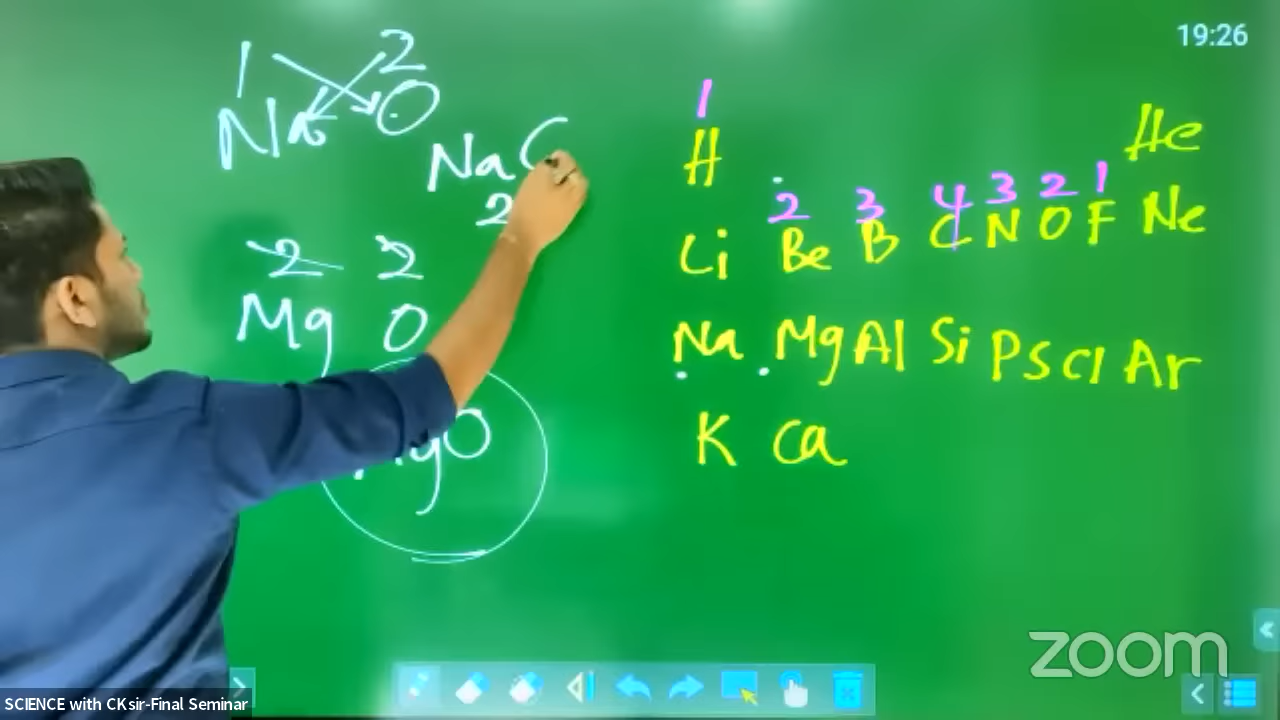 19:26
1 2
Na O
Na
2
2 2
Mg O
MgO
1
H He
2 3 4 3 2 1
Li Be B C N O F Ne
Na Mg Al Si P S Cl Ar
K Ca
zoom
SCIENCE with CKsir-Final Seminar